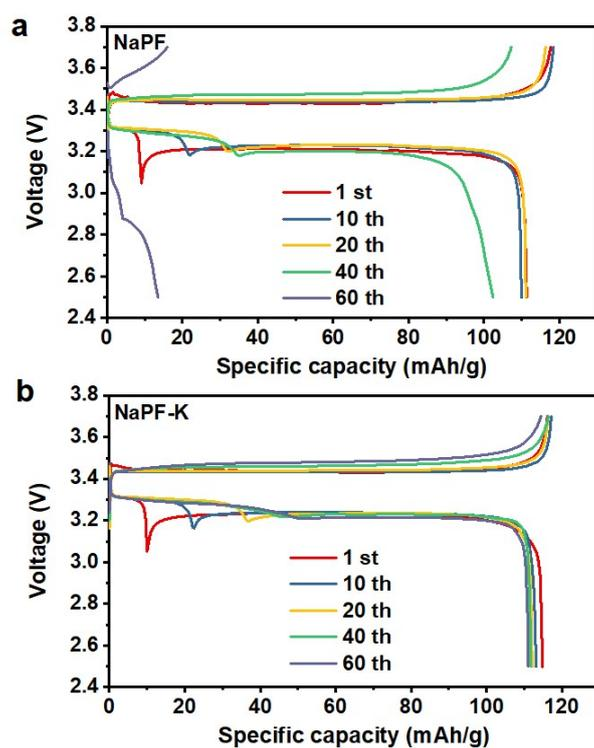 a
NaPF
3.8
3.6
3.4
3.2
3.0
2.8
2.6
2.4
Voltage (V)
1 st
10 th
20 th
40 th
60 th
0 20 40 60 80 100 120
Specific capacity (mAh/g)
b
NaPF-K
3.8
3.6
3.4
3.2
3.0
2.8
2.6
2.4
Voltage (V)
1 st
10 th
20 th
40 th
60 th
0 20 40 60 80 100 120
Specific capacity (mAh/g)